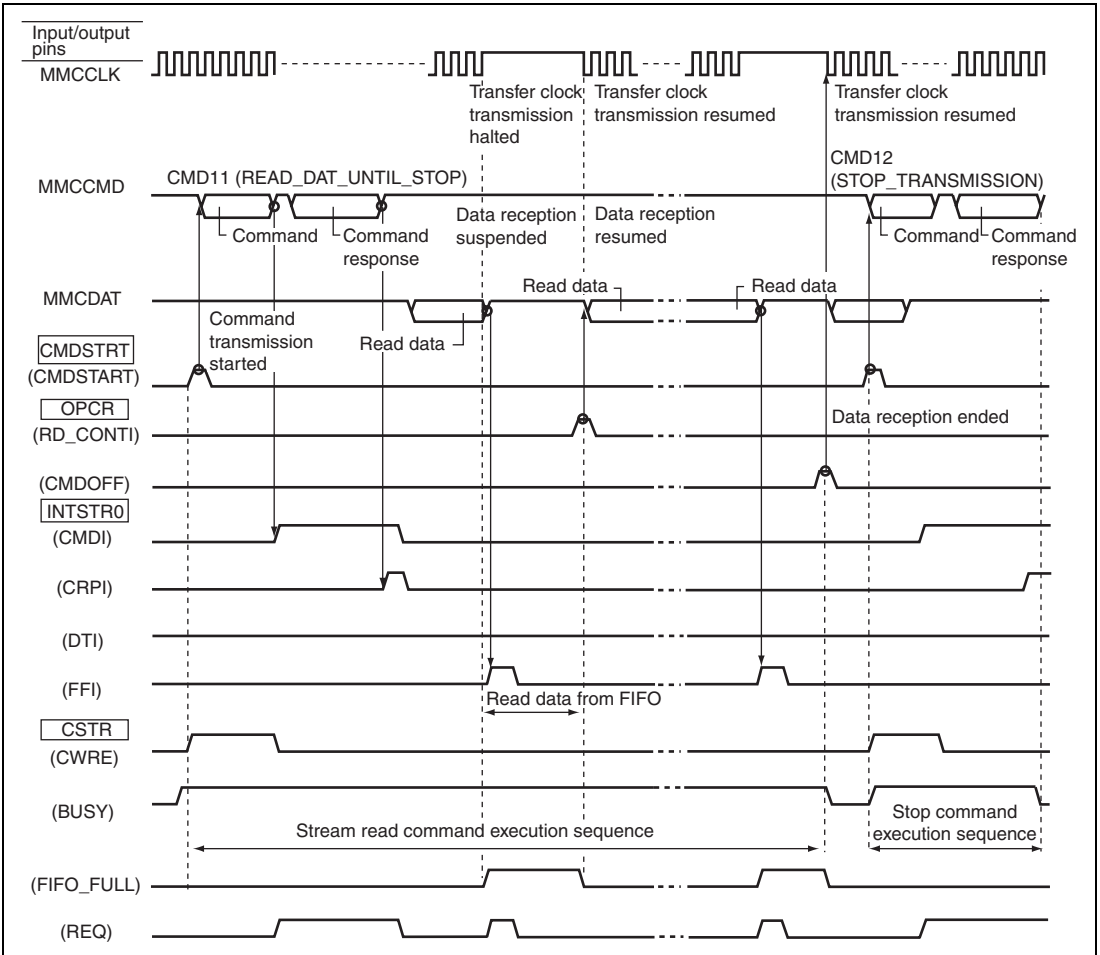 Input/output
pins
MMCCLK
Transfer clock
transmission
halted
Transfer clock
transmission resumed
Transfer clock
transmission resumed
MMCCMD
CMD11 (READ_DAT_UNTIL_STOP)
CMD12
(STOP_TRANSMISSION)
Command
Command
response
Data reception
suspended
Data reception
resumed
Command
Command
response
MMCDAT
Read data
Read data
Read data
Command
transmission
started
CMDSTRT
(CMDSTART)
OPCR
(RD_CONTI)
Data reception ended
(CMDOFF)
INTSTR0
(CMDI)
(CRPI)
(DTI)
(FFI)
Read data from FIFO
CSTR
(CWRE)
(BUSY)
Stream read command execution sequence
Stop command
execution sequence
(FIFO_FULL)
(REQ)